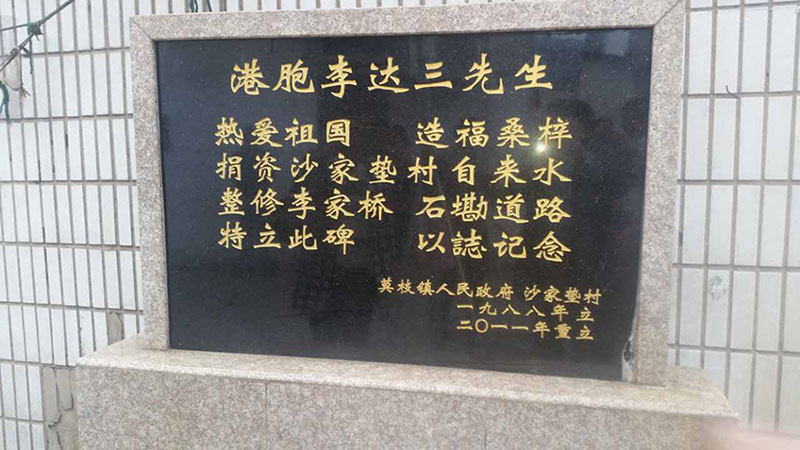 港胞李达三先生
热爱祖国 造福桑梓
捐资沙家垫村自来水
整修李家桥 石勘道路
特立此碑 以誌记念
莫枝镇人民政府 沙家垫村
一九八八年立
二〇一一年重立